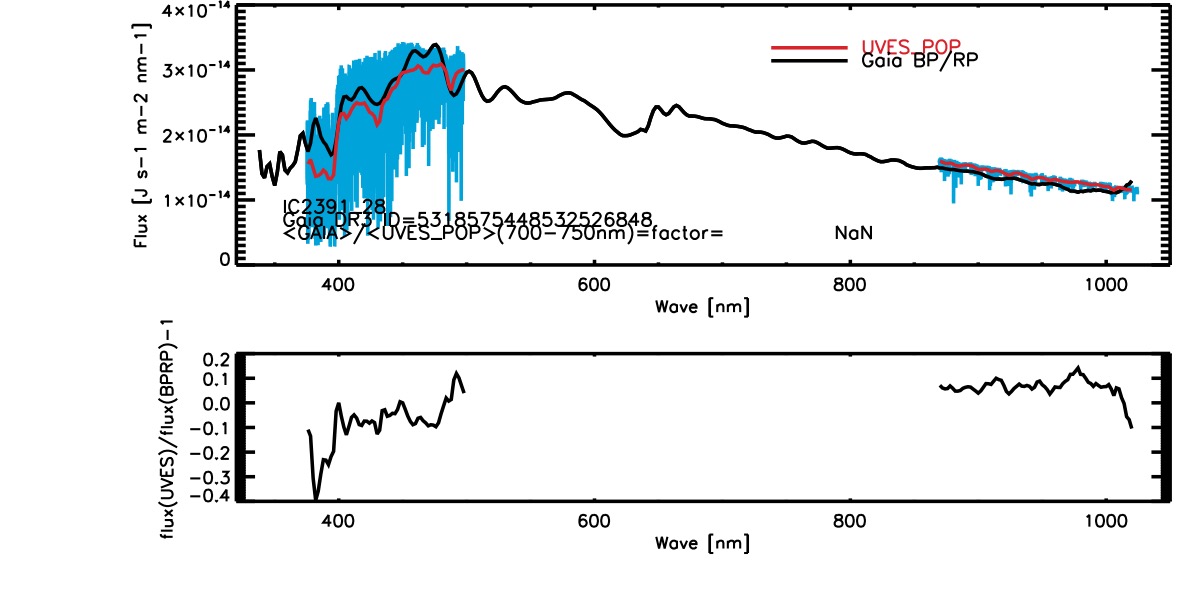 4×10⁻¹⁴
3×10⁻¹⁴
2×10⁻¹⁴
1×10⁻¹⁴
0
Flux [J s−1 m−2 nm−1]
UVES_POP
Gaia BP/RP
IC2391_28
Gaia DR3 ID=5318575448532526848
<GAIA>/<UVES_POP>(700−750nm)=factor= NaN
400 600 800 1000
Wave [nm]
flux(UVES)/flux(BPRP)−1
0.2
0.1
0.0
−0.1
−0.2
−0.3
−0.4
400 600 800 1000
Wave [nm]